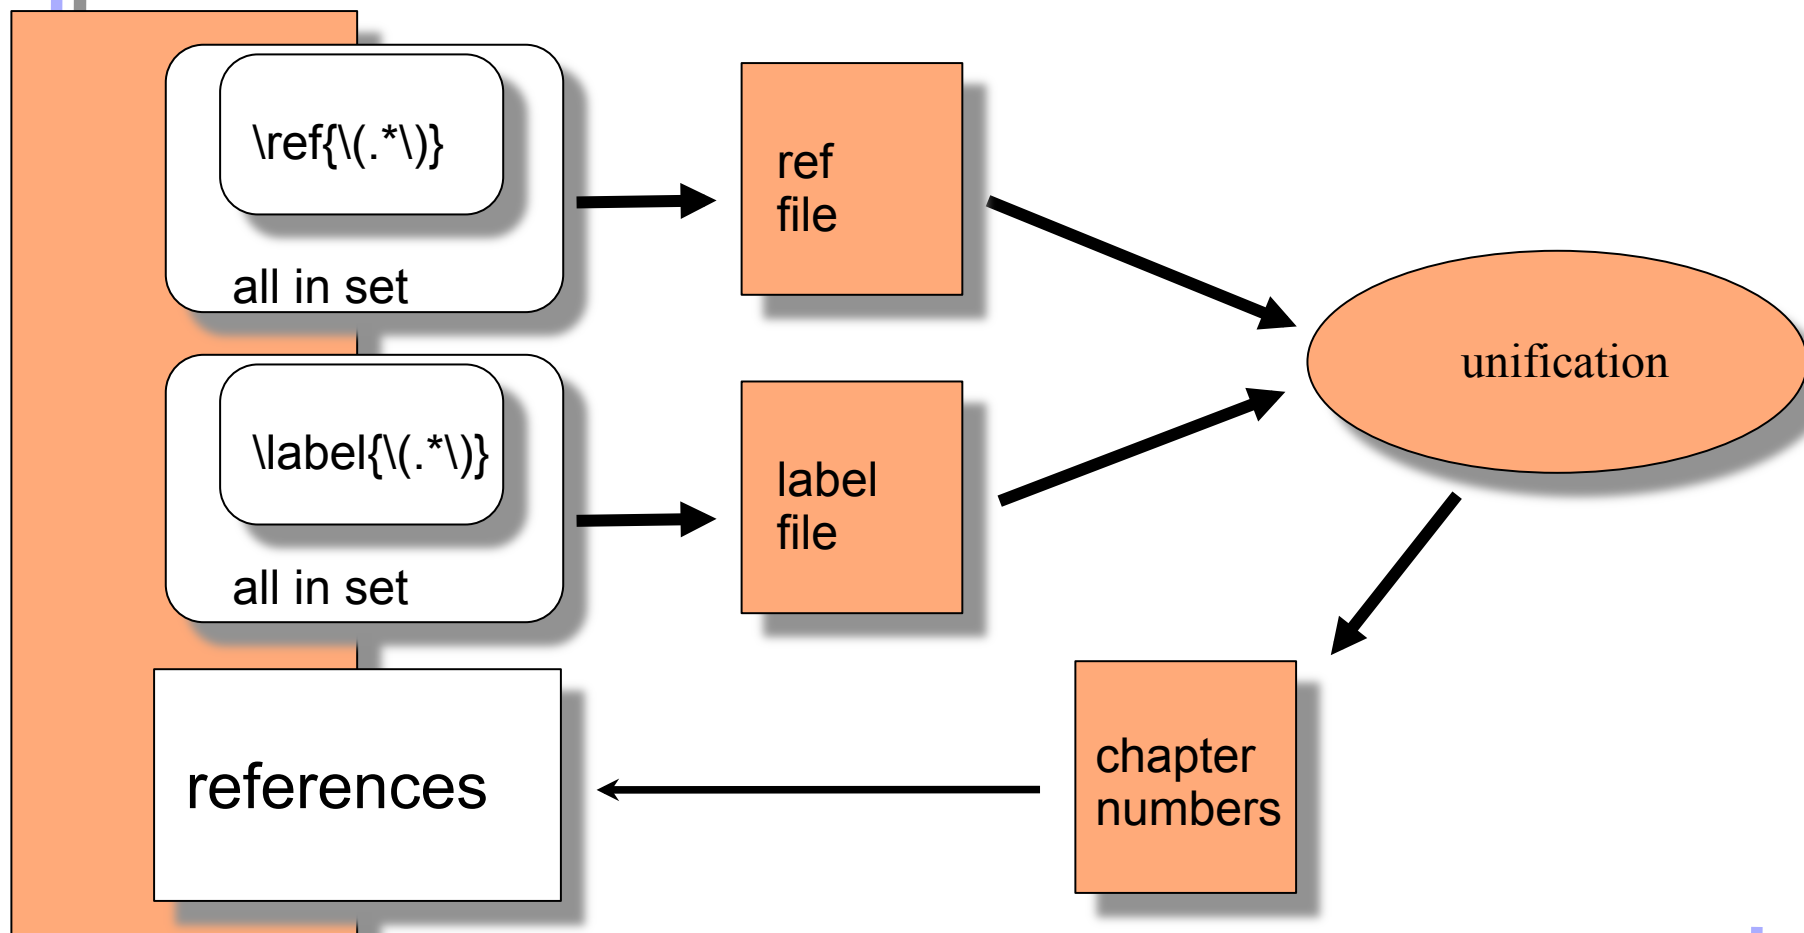 \ref{\(.*\)}
all in set
ref
file
unification
\label{\(.*\)}
all in set
label
file
references
chapter
numbers